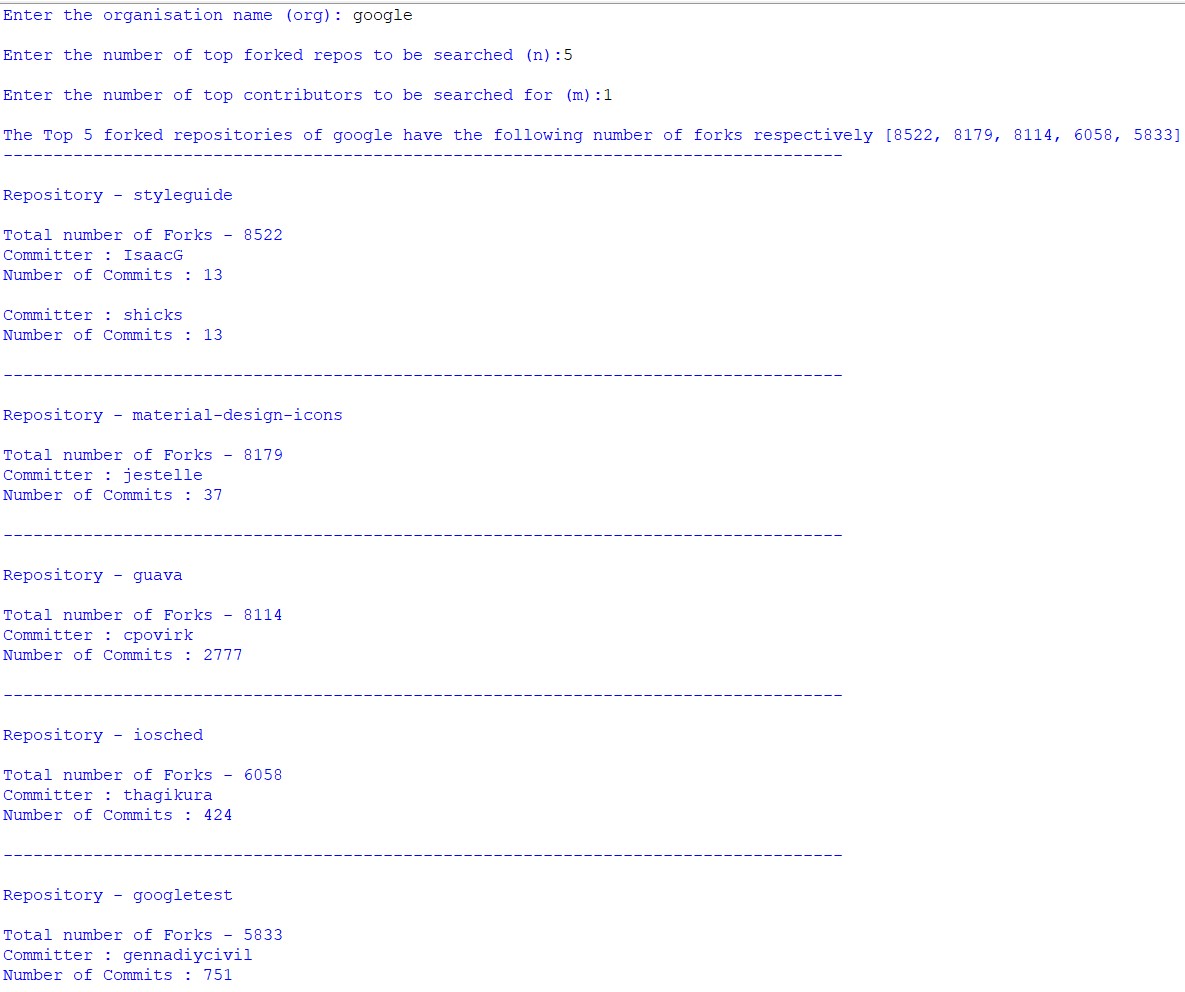 Enter the organisation name (org): google
Enter the number of top forked repos to be searched (n):5
Enter the number of top contributors to be searched for (m):1
The Top 5 forked repositories of google have the following number of forks respectively [8522, 8179, 8114, 6058, 5833]
------------------------------------------------------------------------------------
Repository - styleguide
Total number of Forks - 8522
Committer : IsaacG
Number of Commits : 13
Committer : shicks
Number of Commits : 13
------------------------------------------------------------------------------------
Repository - material-design-icons
Total number of Forks - 8179
Committer : jestelle
Number of Commits : 37
------------------------------------------------------------------------------------
Repository - guava
Total number of Forks - 8114
Committer : cpovirk
Number of Commits : 2777
------------------------------------------------------------------------------------
Repository - iosched
Total number of Forks - 6058
Committer : thagikura
Number of Commits : 424
------------------------------------------------------------------------------------
Repository - googletest
Total number of Forks - 5833
Committer : gennadiycivil
Number of Commits : 751